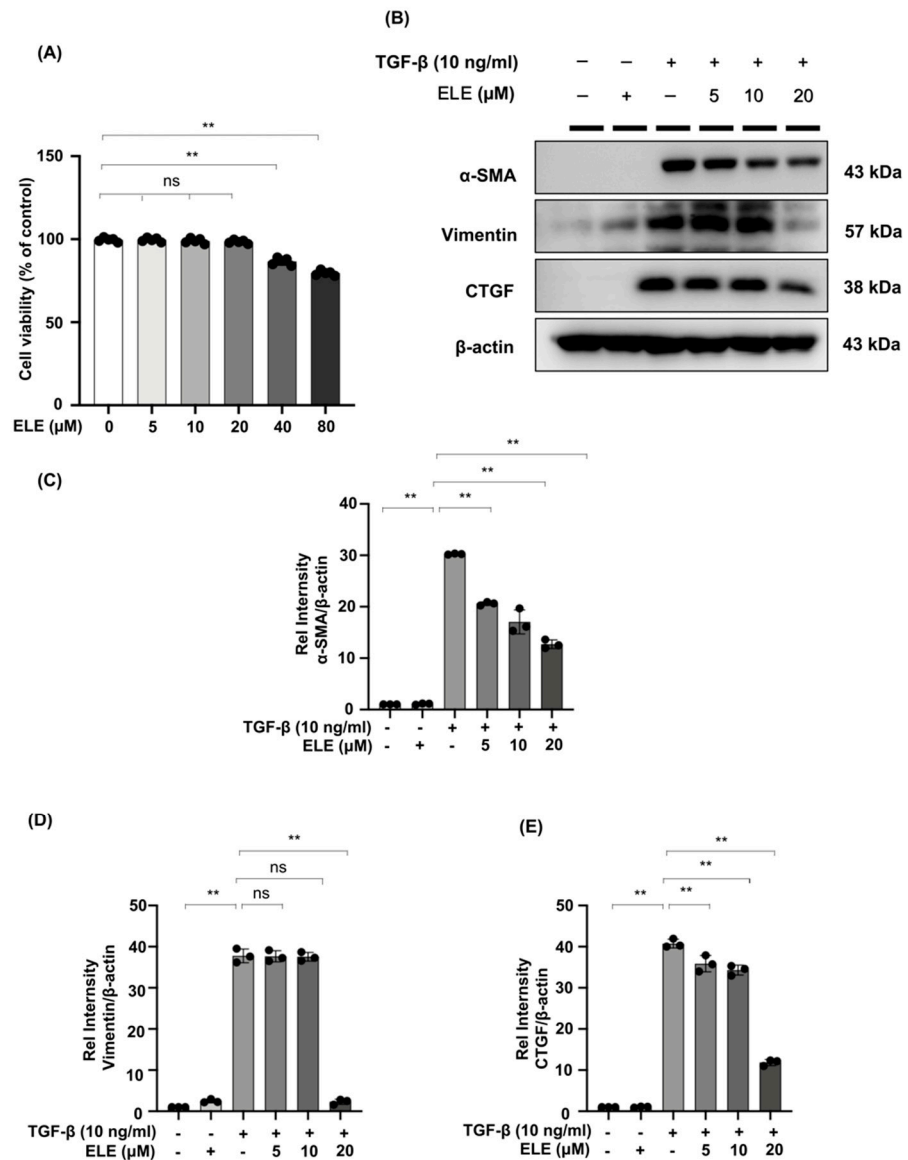 (A)
**
**
ns
150
100
50
0
Cell viability (% of control)
ELE (µM) 0 5 10 20 40 80
(B)
TGF-β (10 ng/ml) – – + + + +
ELE (µM) – + – 5 10 20
α-SMA 43 kDa
Vimentin 57 kDa
CTGF 38 kDa
β-actin 43 kDa
(C)
**
**
** **
40
30
20
10
0
Rel Internsity
α-SMA/β-actin
TGF-β (10 ng/ml) - - + + + +
ELE (µM) - + - 5 10 20
(D)
**
ns
** ns
50
40
30
20
10
0
Rel Internsity
Vimentin/β-actin
TGF-β (10 ng/ml) - - + + + +
ELE (µM) - + - 5 10 20
(E)
**
**
** **
50
40
30
20
10
0
Rel Internsity
CTGF/β-actin
TGF-β (10 ng/ml) - - + + + +
ELE (µM) - + - 5 10 20